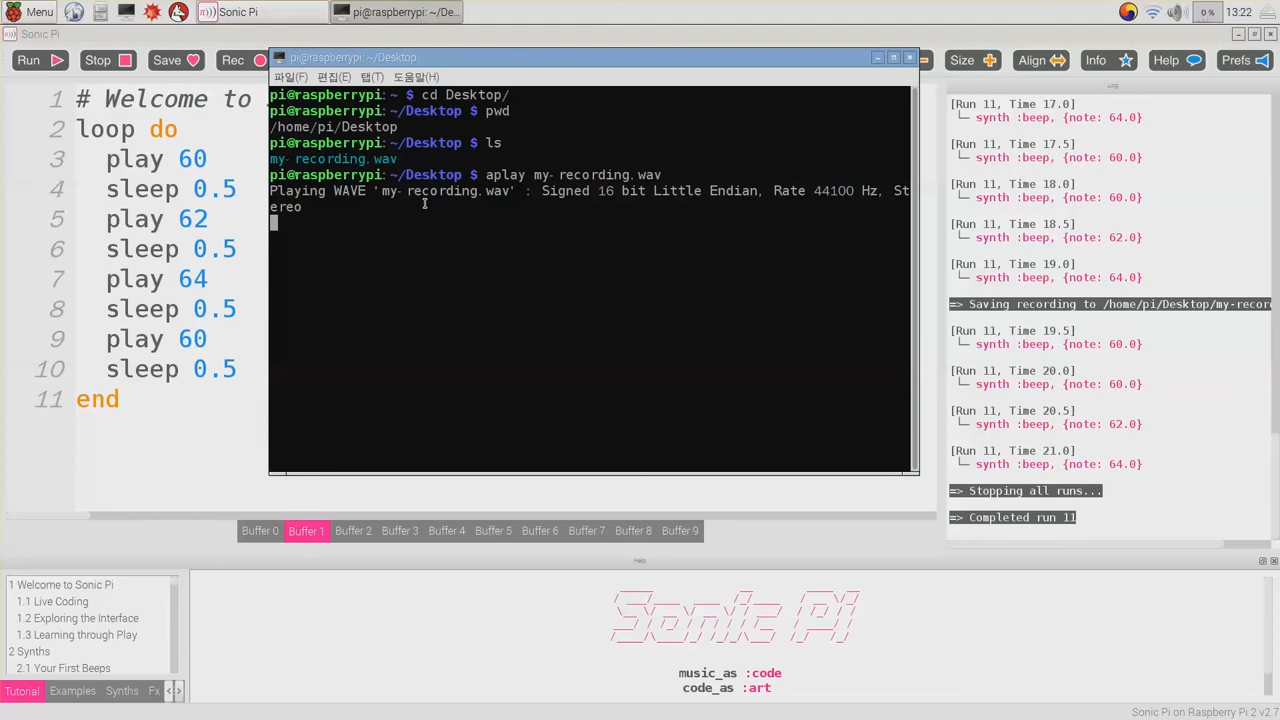 Menu
Sonic Pi
pi@raspberrypi: ~/De...
0 %
13:22
Sonic Pi
Run
Stop
Save
Rec
Size
Align
Info
Help
Prefs
1 # Welcome to
2 loop do
3 play 60
4 sleep 0.5
5 play 62
6 sleep 0.5
7 play 64
8 sleep 0.5
9 play 60
10 sleep 0.5
11 end
pi@raspberrypi: ~/Desktop
파일(F) 편집(E) 탭(T) 도움말(H)
pi@raspberrypi:~ $ cd Desktop/
pi@raspberrypi:~/Desktop $ pwd
/home/pi/Desktop
pi@raspberrypi:~/Desktop $ ls
my-recording.wav
pi@raspberrypi:~/Desktop $ aplay my-recording.wav
Playing WAVE 'my-recording.wav' : Signed 16 bit Little Endian, Rate 44100 Hz, St
ereo
Log
[Run 11, Time 17.0]
└─ synth :beep, {note: 64.0}
[Run 11, Time 17.5]
└─ synth :beep, {note: 60.0}
[Run 11, Time 18.0]
└─ synth :beep, {note: 60.0}
[Run 11, Time 18.5]
└─ synth :beep, {note: 62.0}
[Run 11, Time 19.0]
└─ synth :beep, {note: 64.0}
=> Saving recording to /home/pi/Desktop/my-recor
[Run 11, Time 19.5]
└─ synth :beep, {note: 60.0}
[Run 11, Time 20.0]
└─ synth :beep, {note: 60.0}
[Run 11, Time 20.5]
└─ synth :beep, {note: 62.0}
[Run 11, Time 21.0]
└─ synth :beep, {note: 64.0}
=> Stopping all runs...
=> Completed run 11
Buffer 0 Buffer 1 Buffer 2 Buffer 3 Buffer 4 Buffer 5 Buffer 6 Buffer 7 Buffer 8 Buffer 9
Help
1 Welcome to Sonic Pi
1.1 Live Coding
1.2 Exploring the Interface
1.3 Learning through Play
2 Synths
2.1 Your First Beeps
Tutorial Examples Synths Fx
Sonic Pi
music_as :code
code_as :art
Sonic Pi on Raspberry Pi 2 v2.7